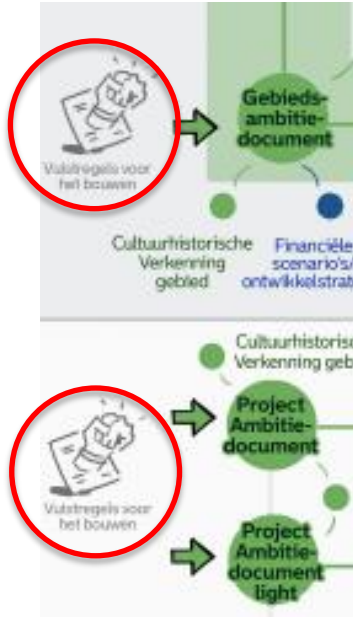 Gebieds-
ambitie-
document
Vuistregels voor
het bouwen
Cultuurhistorische
Verkenning
gebied
Financiële
scenario's/
ontwikkelstrat
Cultuurhistorisc
Verkenning geb
Project
Ambitie-
document
Vuistregels voor
het bouwen
Project
Ambitie-
document
light